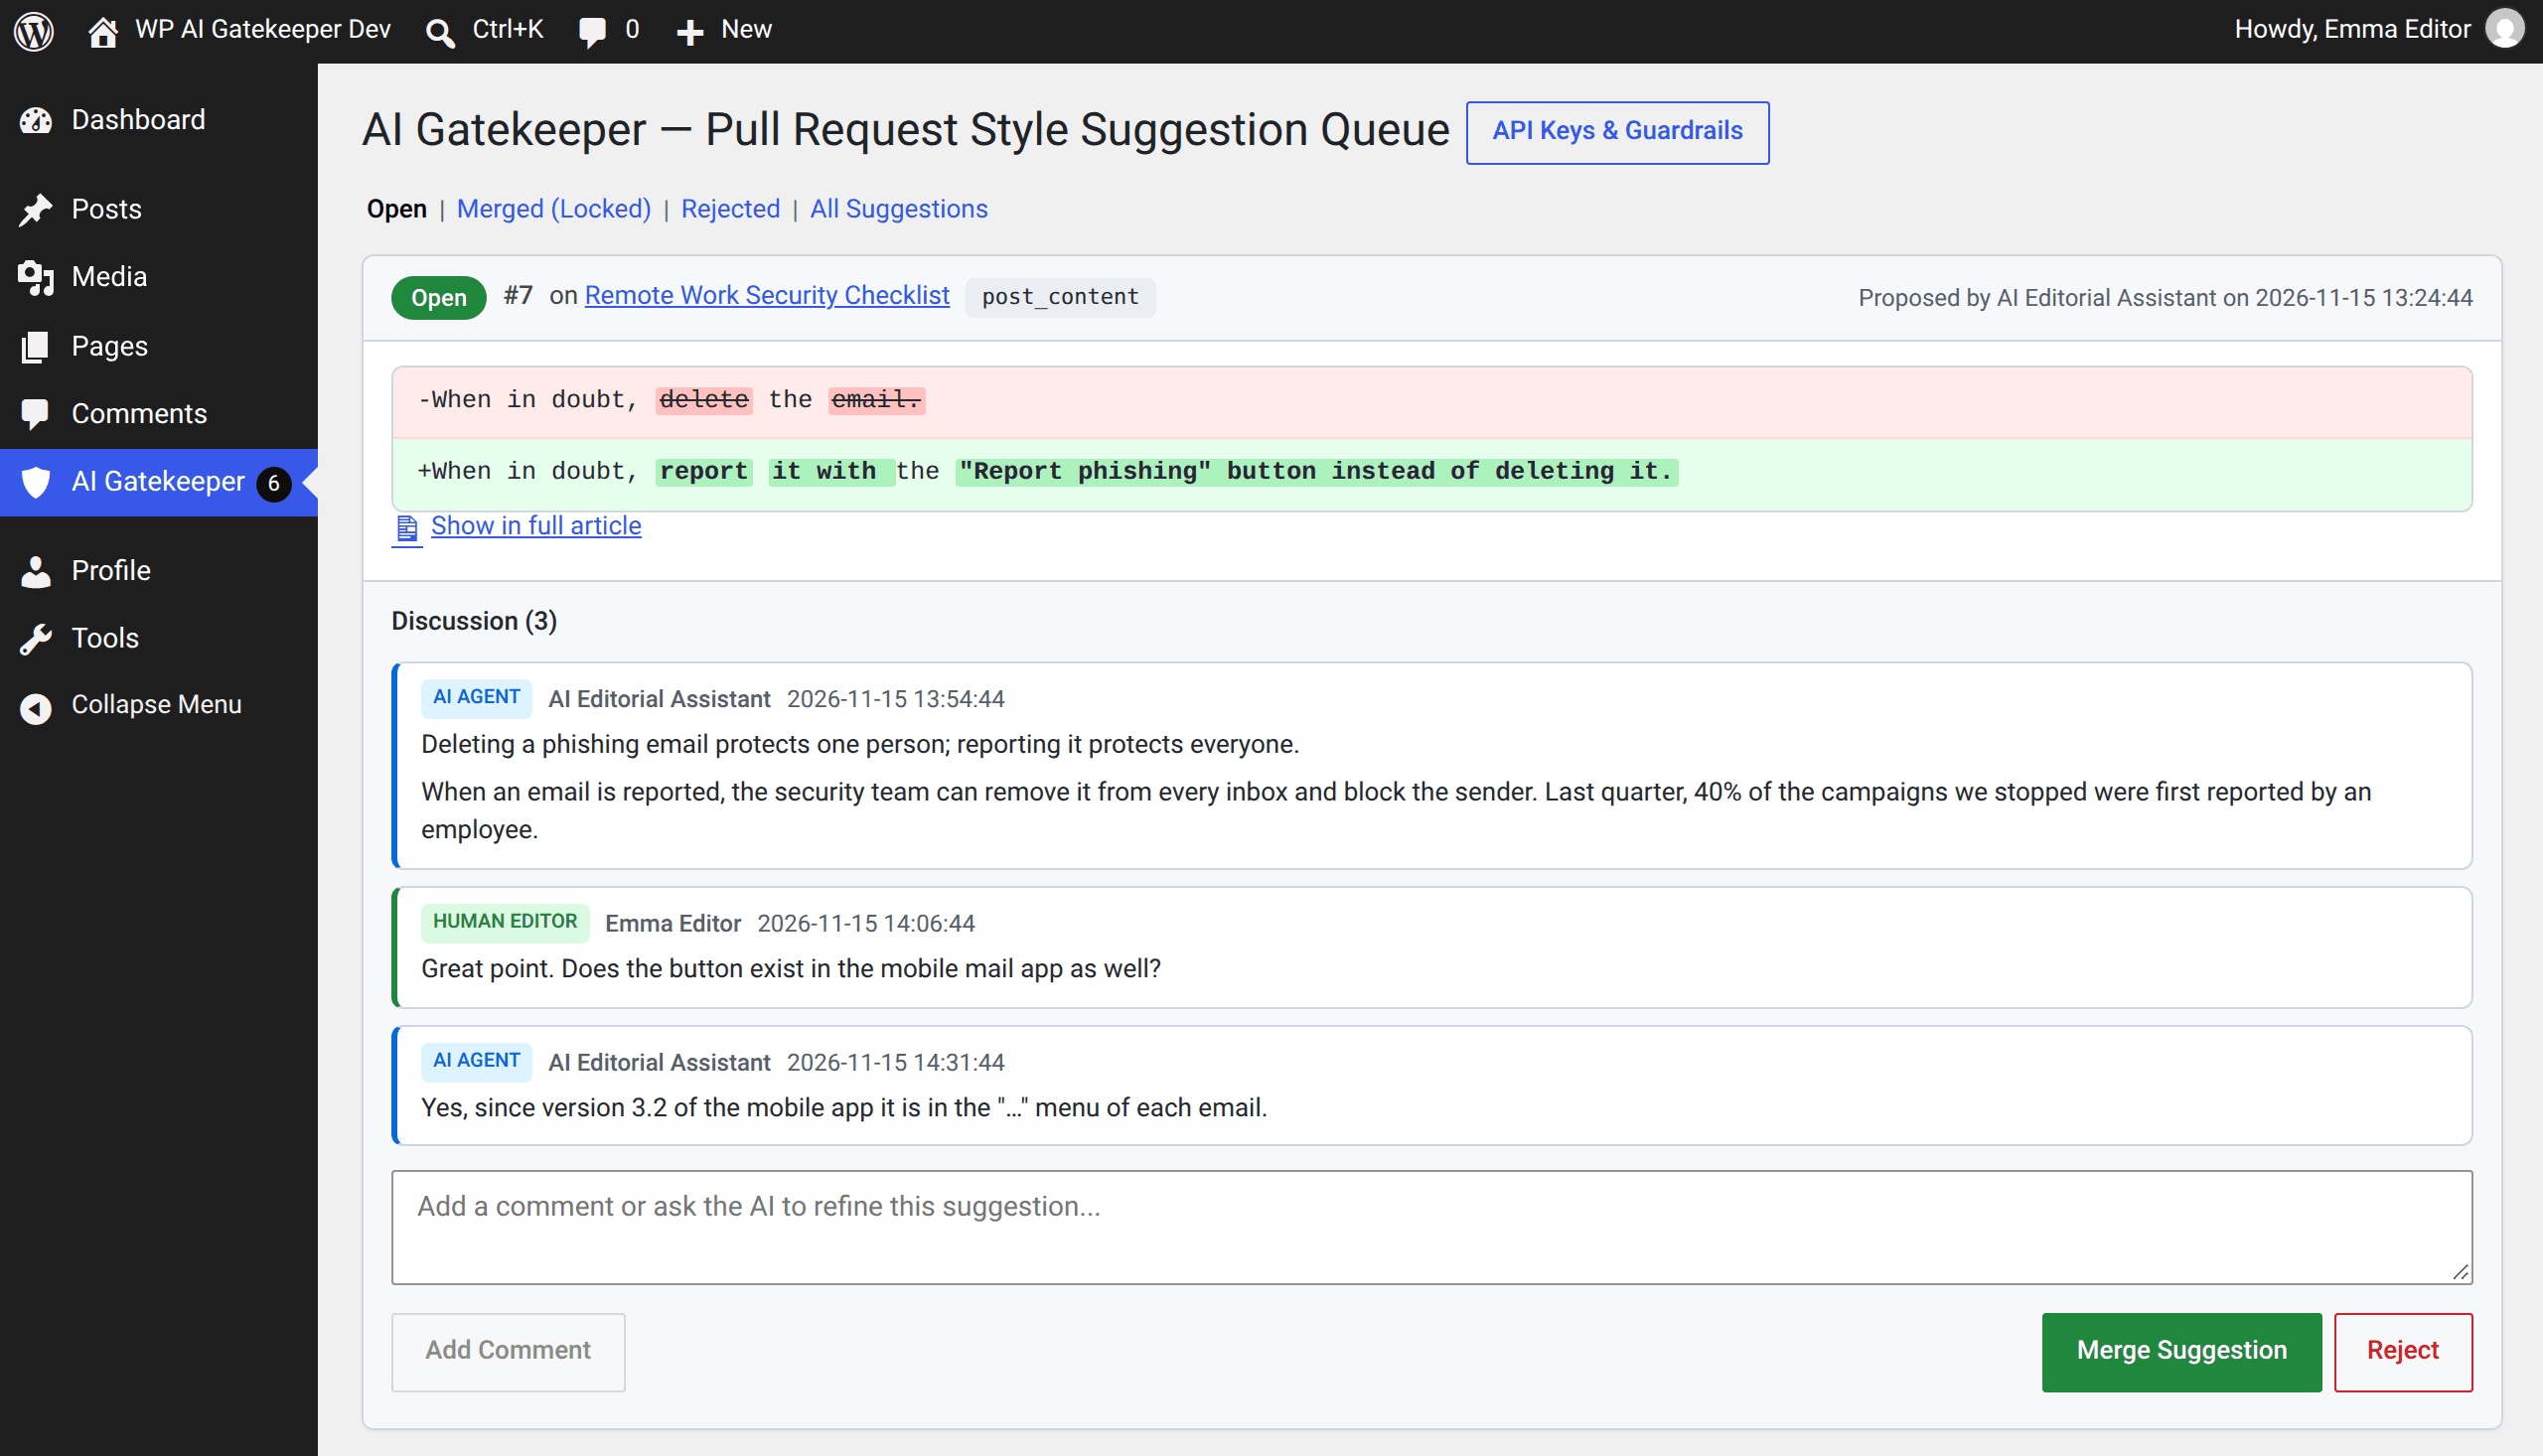 WP AI Gatekeeper Dev Ctrl+K 0 New Howdy, Emma Editor
Dashboard
Posts
Media
Pages
Comments
AI Gatekeeper 6
Profile
Tools
Collapse Menu
AI Gatekeeper — Pull Request Style Suggestion Queue API Keys & Guardrails
Open | Merged (Locked) | Rejected | All Suggestions
Open #7 on Remote Work Security Checklist post_content Proposed by AI Editorial Assistant on 2026-11-15 13:24:44
-When in doubt, delete the email.
+When in doubt, report it with the "Report phishing" button instead of deleting it.
Show in full article
Discussion (3)
AI AGENT AI Editorial Assistant 2026-11-15 13:54:44
Deleting a phishing email protects one person; reporting it protects everyone.
When an email is reported, the security team can remove it from every inbox and block the sender. Last quarter, 40% of the campaigns we stopped were first reported by an
employee.
HUMAN EDITOR Emma Editor 2026-11-15 14:06:44
Great point. Does the button exist in the mobile mail app as well?
AI AGENT AI Editorial Assistant 2026-11-15 14:31:44
Yes, since version 3.2 of the mobile app it is in the "…" menu of each email.
Add a comment or ask the AI to refine this suggestion...
Add Comment Merge Suggestion Reject